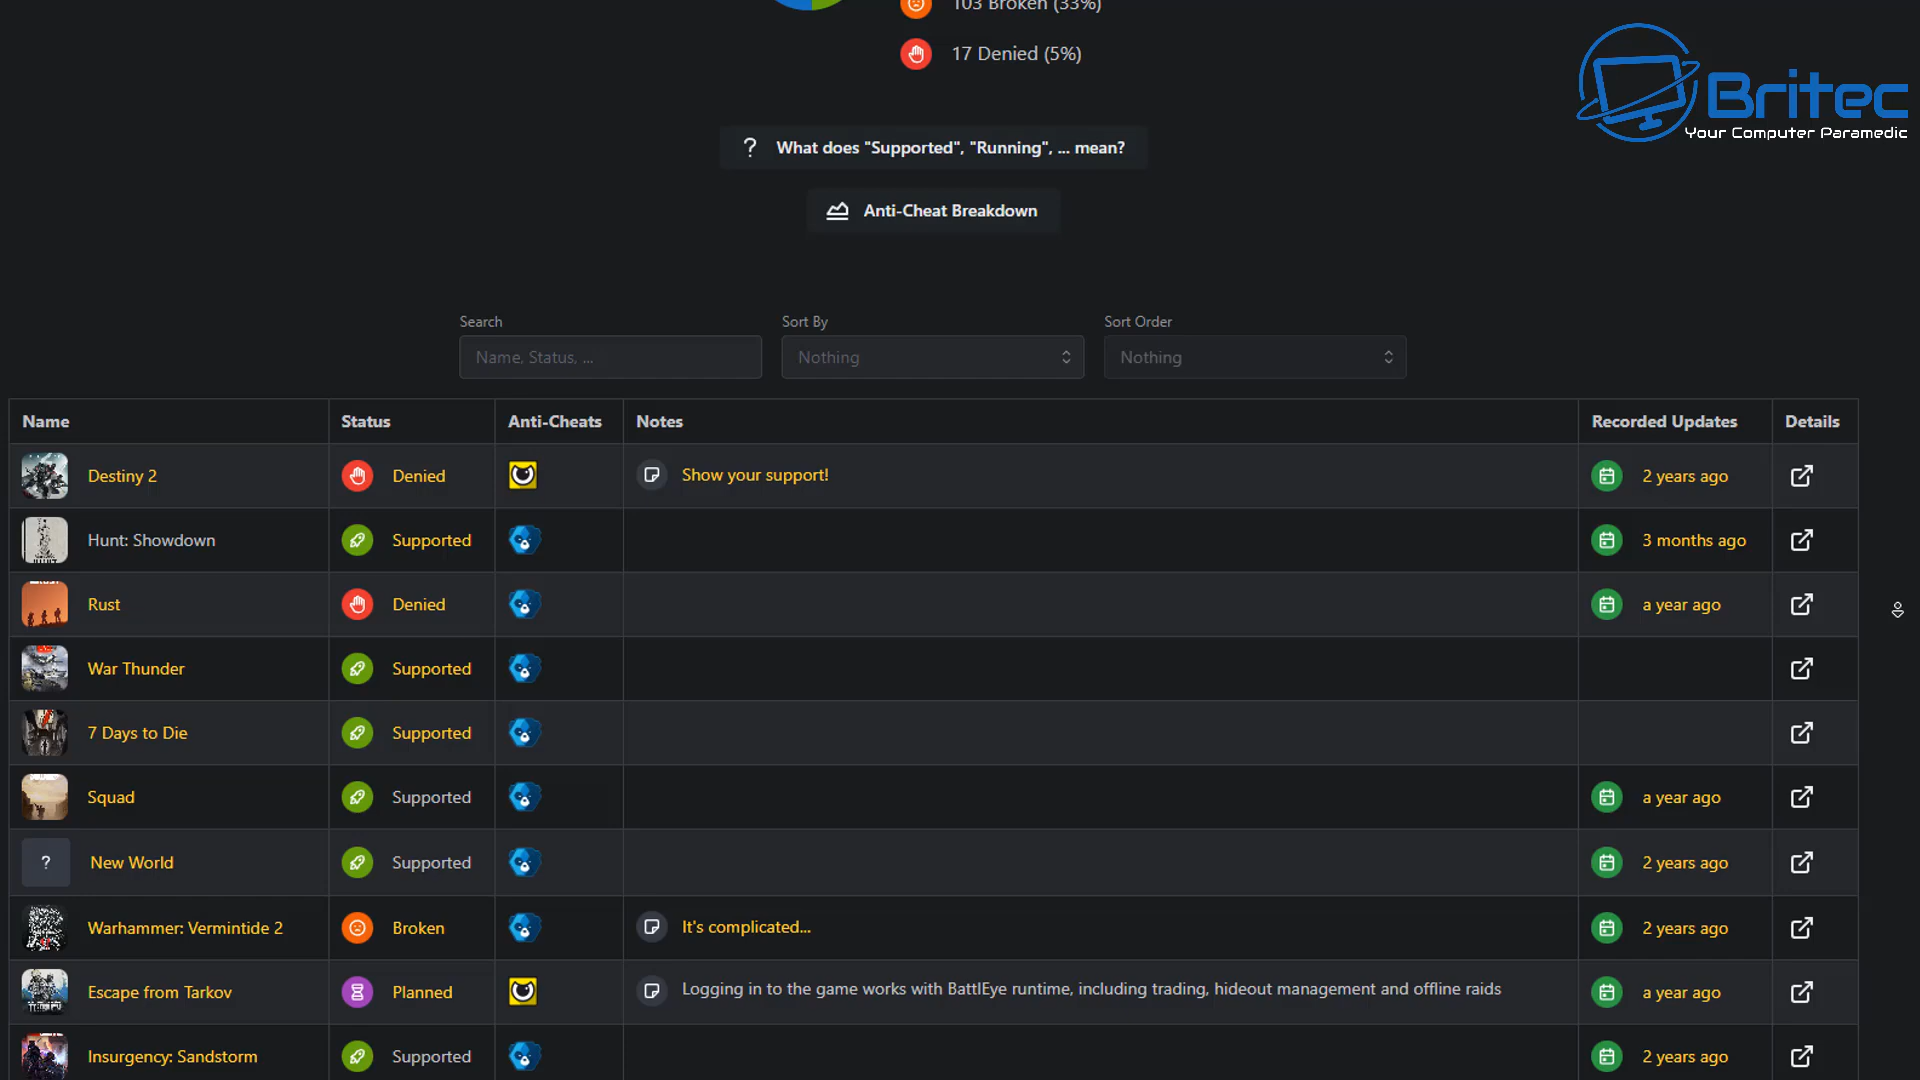 103 Broken (33%)
17 Denied (5%)
Britec
Your Computer Paramedic
? What does "Supported", "Running", ... mean?
Anti-Cheat Breakdown
Search Sort By Sort Order
Name, Status, ... Nothing Nothing
Name Status Anti-Cheats Notes Recorded Updates Details
Destiny 2 Denied Show your support! 2 years ago
Hunt: Showdown Supported 3 months ago
Rust Denied a year ago
War Thunder Supported
7 Days to Die Supported
Squad Supported a year ago
? New World Supported 2 years ago
Warhammer: Vermintide 2 Broken It's complicated... 2 years ago
Escape from Tarkov Planned Logging in to the game works with BattlEye runtime, including trading, hideout management and offline raids a year ago
Insurgency: Sandstorm Supported 2 years ago